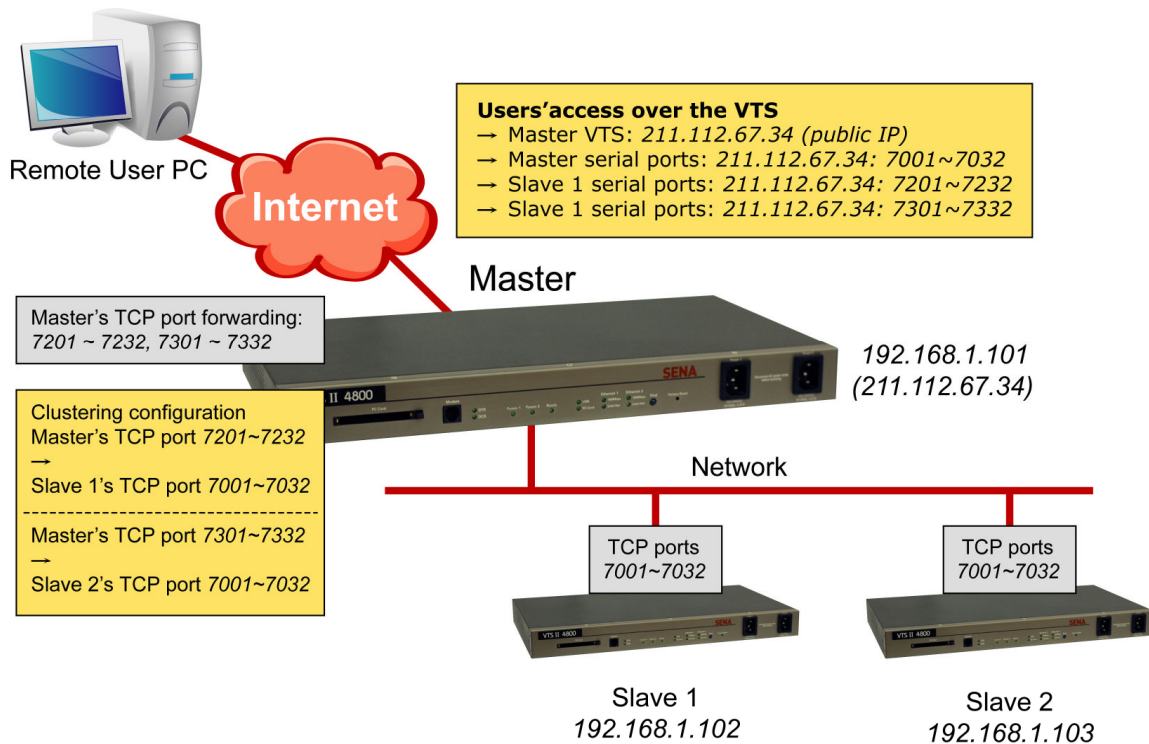 Remote User PC
Internet
Users'access over the VTS
→ Master VTS: 211.112.67.34 (public IP)
→ Master serial ports: 211.112.67.34: 7001~7032
→ Slave 1 serial ports: 211.112.67.34: 7201~7232
→ Slave 1 serial ports: 211.112.67.34: 7301~7332
Master
Master's TCP port forwarding:
7201 ~ 7232, 7301 ~ 7332
192.168.1.101
(211.112.67.34)
SENA
II 4800
Clustering configuration
Master's TCP port 7201~7232
→
Slave 1's TCP port 7001~7032
Master's TCP port 7301~7332
→
Slave 2's TCP port 7001~7032
Network
TCP ports
7001~7032
TCP ports
7001~7032
SENA
VTS II 4800
SENA
VTS II 4800
Slave 1
192.168.1.102
Slave 2
192.168.1.103